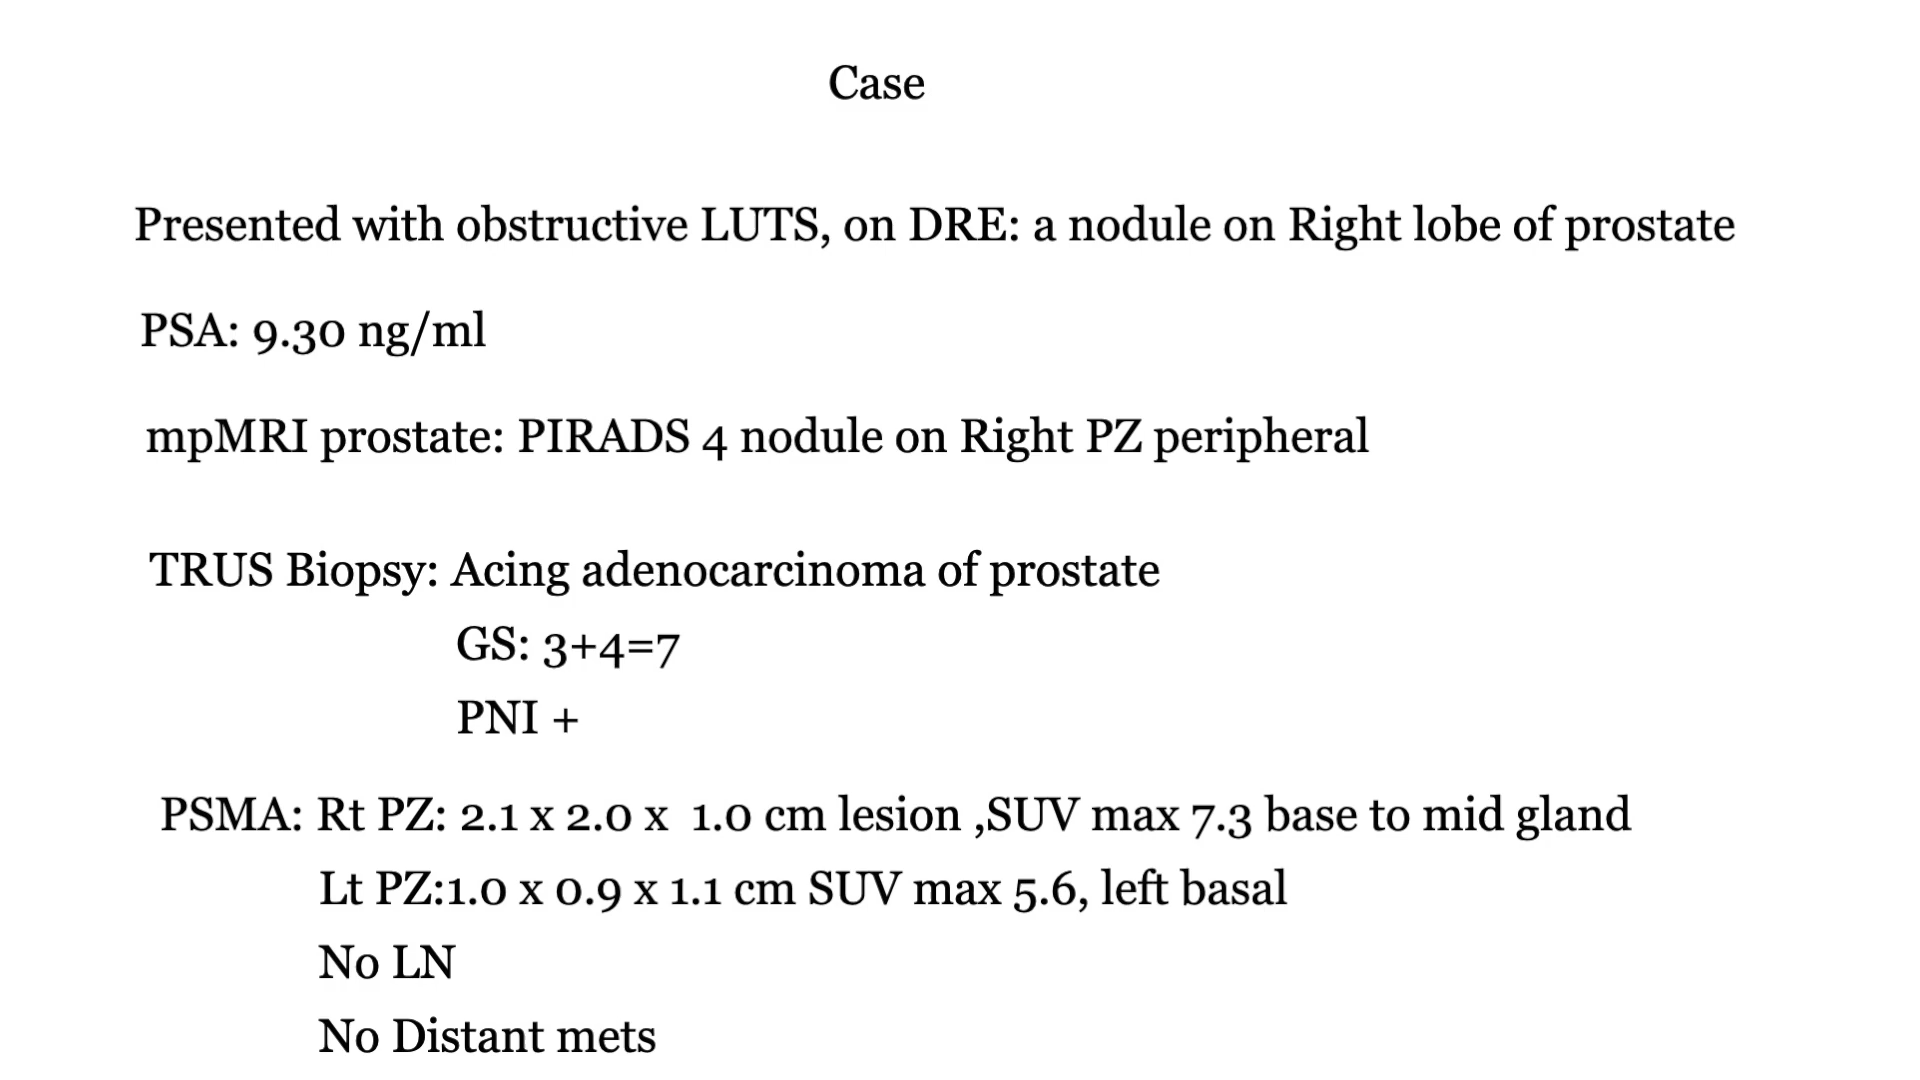 Case
Presented with obstructive LUTS, on DRE: a nodule on Right lobe of prostate
PSA: 9.30 ng/ml
mpMRI prostate: PIRADS 4 nodule on Right PZ peripheral
TRUS Biopsy: Acing adenocarcinoma of prostate
GS: 3+4=7
PNI +
PSMA: Rt PZ: 2.1 x 2.0 x 1.0 cm lesion ,SUV max 7.3 base to mid gland
Lt PZ:1.0 x 0.9 x 1.1 cm SUV max 5.6, left basal
No LN
No Distant mets